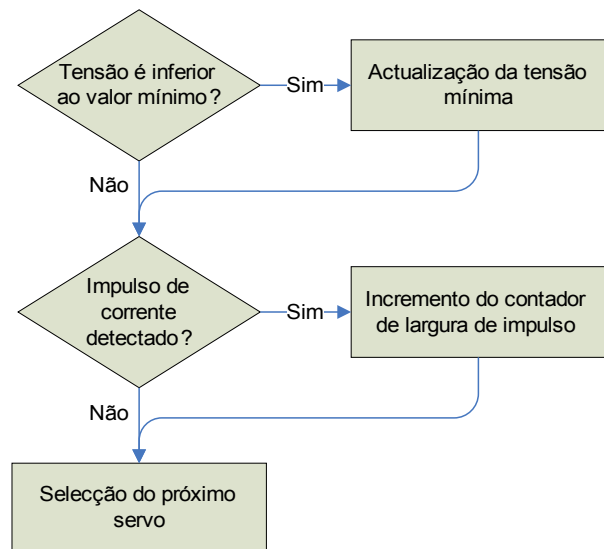 Tensão é inferior
ao valor mínimo?
Sim
Actualização da tensão
mínima
Não
Impulso de
corrente
detectado?
Sim
Incremento do contador
de largura de impulso
Não
Selecção do próximo
servo